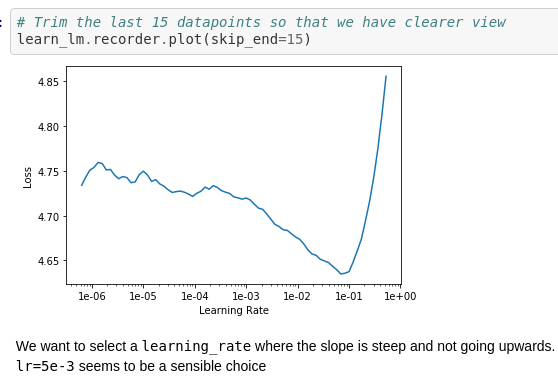 # Trim the last 15 datapoints so that we have clearer view
learn_lm.recorder.plot(skip_end=15)
4.85
4.80
4.75
4.70
4.65
Loss
1e-06 1e-05 1e-04 1e-03 1e-02 1e-01 1e+00
Learning Rate
We want to select a learning_rate where the slope is steep and not going upwards.
lr=5e-3 seems to be a sensible choice